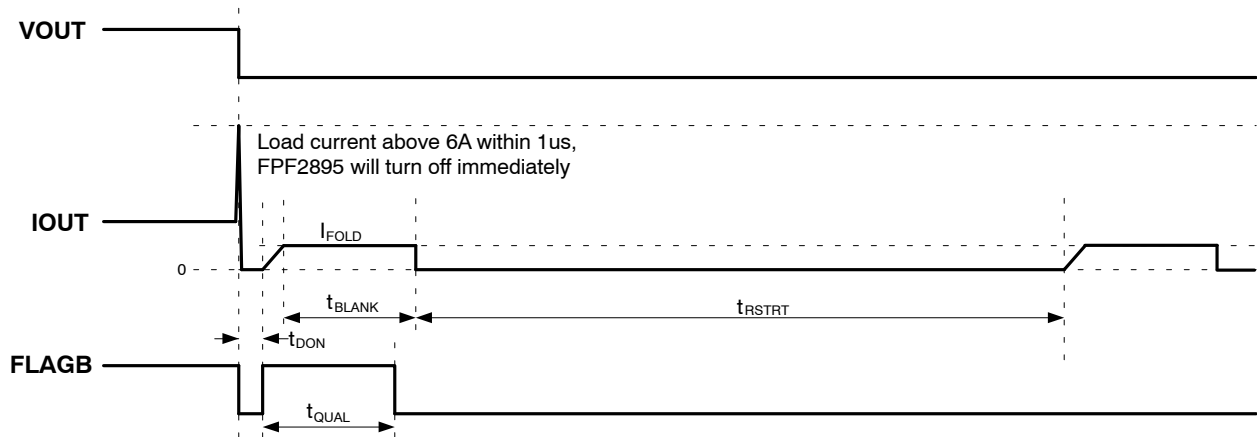 VOUT
Load current above 6A within 1us,
FPF2895 will turn off immediately
IOUT
IFOLD
0
tBLANK
tRSTRT
tDON
FLAGB
tQUAL